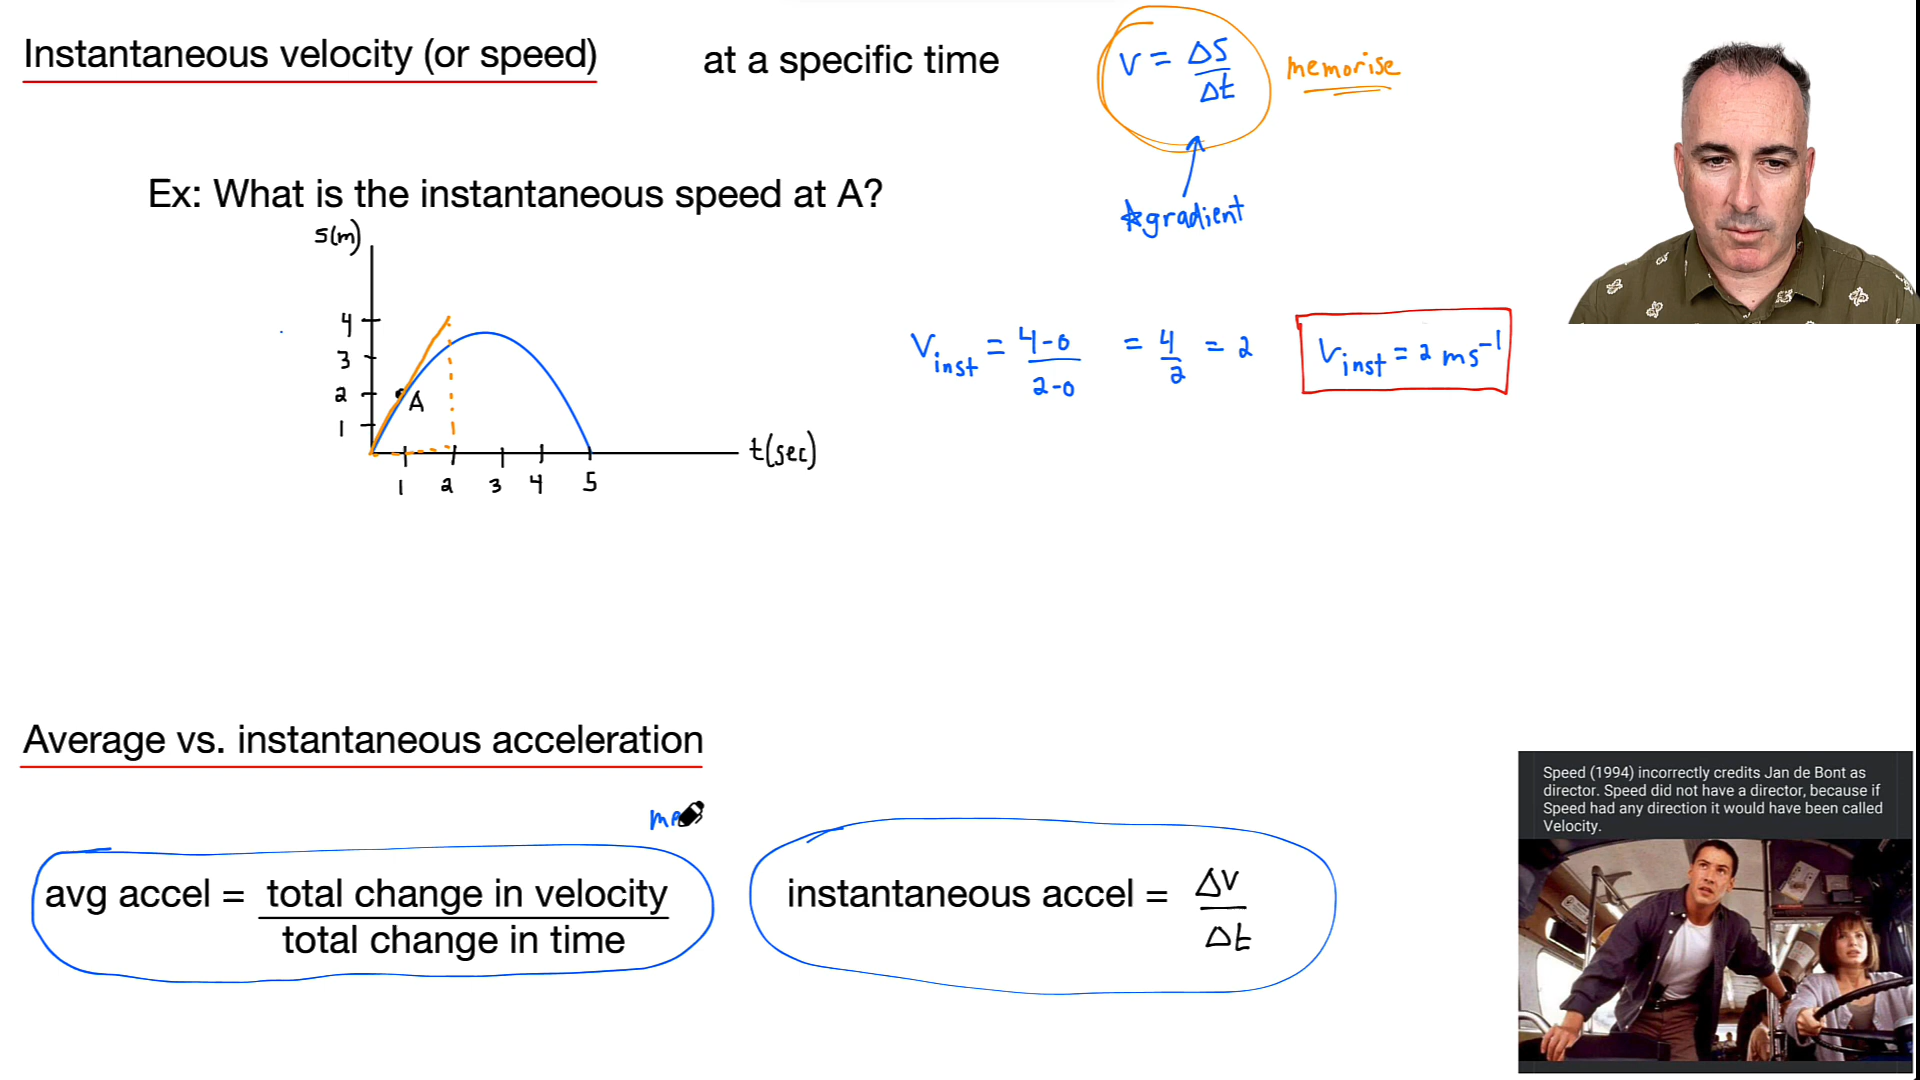 Instantaneous velocity (or speed)
at a specific time
v = Δs
Δt
memorise
*gradient
Ex: What is the instantaneous speed at A?
s(m)
4
3
2
1
A
1 2 3 4 5
t(sec)
Vinst = 4-0 = 4 = 2
2-0 2
Vinst = 2 ms⁻¹
Average vs. instantaneous acceleration
avg accel = total change in velocity
total change in time
instantaneous accel = Δv
Δt
Speed (1994) incorrectly credits Jan de Bont as
director. Speed did not have a director, because if
Speed had any direction it would have been called
Velocity.